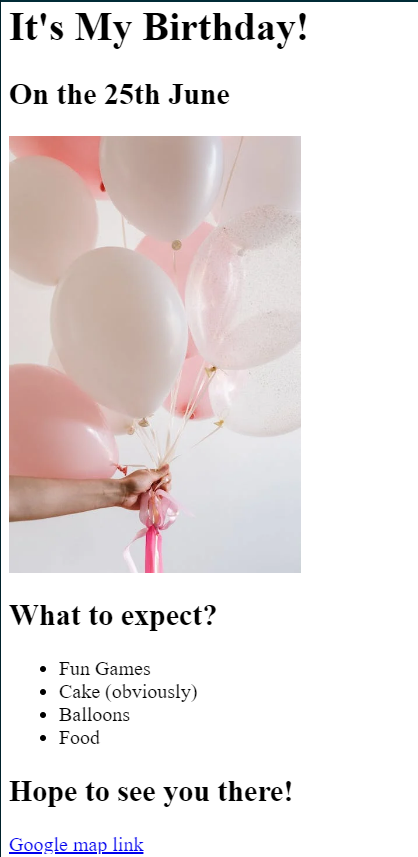 It's My Birthday!
On the 25th June
What to expect?
Fun Games
Cake (obviously)
Balloons
Food
Hope to see you there!
Google map link